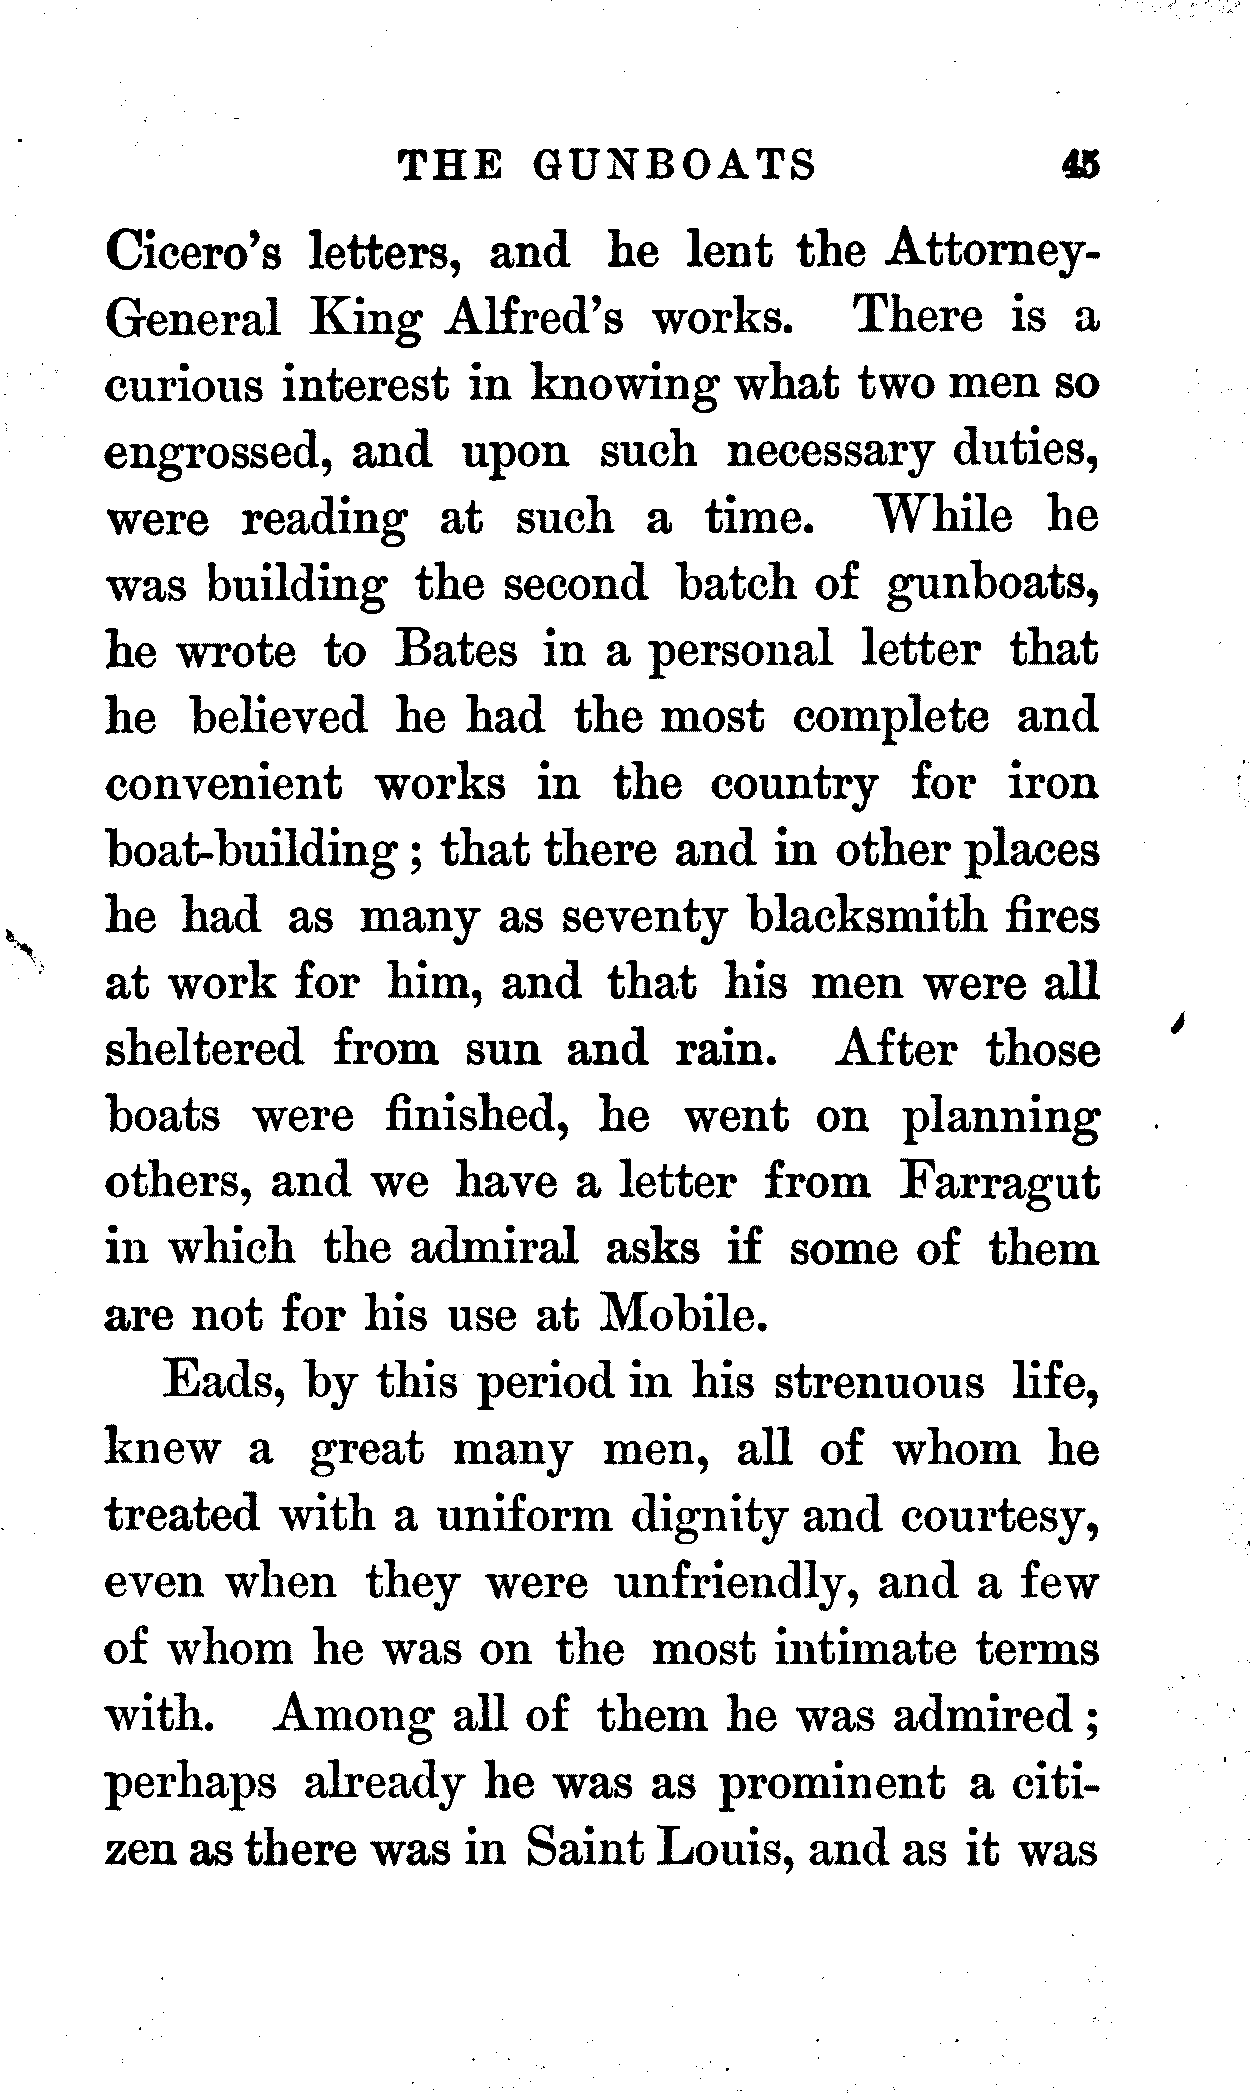 THE GUNBOATS 45
Cicero's letters, and he lent the Attorney-
General King Alfred's works. There is a
curious interest in knowing what two men so
engrossed, and upon such necessary duties,
were reading at such a time. While he
was building the second batch of gunboats,
he wrote to Bates in a personal letter that
he believed he had the most complete and
convenient works in the country for iron
boat-building; that there and in other places
he had as many as seventy blacksmith fires
at work for him, and that his men were all
sheltered from sun and rain. After those
boats were finished, he went on planning
others, and we have a letter from Farragut
in which the admiral asks if some of them
are not for his use at Mobile.
Eads, by this period in his strenuous life,
knew a great many men, all of whom he
treated with a uniform dignity and courtesy,
even when they were unfriendly, and a few
of whom he was on the most intimate terms
with. Among all of them he was admired;
perhaps already he was as prominent a citi-
zen as there was in Saint Louis, and as it was